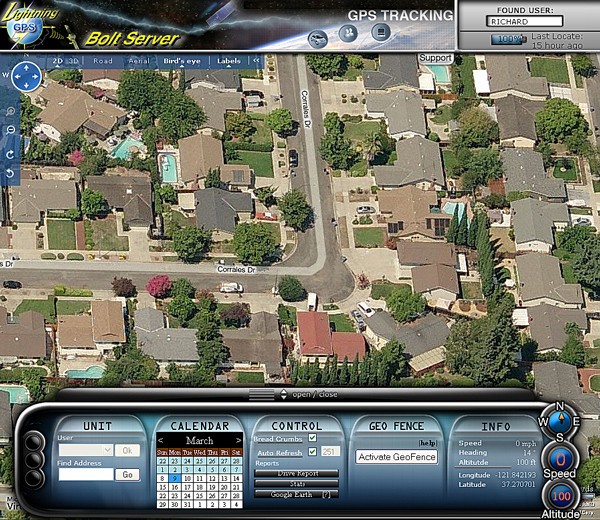 Lightning
GPS
Bolt Server
GPS TRACKING
FOUND USER:
RICHARD
100%
Last Locate:
15 hour ago
2D 3D Road Aerial Bird's eye Labels <<
Support
W
Corrales Dr
s Dr
Corrales Dr
open / close
UNIT
User
Ok
Find Address
Go
CALENDAR
< March >
Sun Mon Tue Wed Thu Fri Sat
22 23 24 25 26 27 28
1 2 3 4 5 6 7
8 9 10 11 12 13 14
15 16 17 18 19 20 21
22 23 24 25 26 27 28
29 30 31 1 2 3 4
CONTROL
Bread Crumbs
Auto Refresh 251
Reports
Drive Report
Stats
Google Earth [?]
GEO FENCE
[help]
Activate GeoFence
INFO
Speed 0 mph
Heading 14
Altitutde 100 ft
Longitude -121.842193
Latitude 37.270701
N
W E
S
0
Speed
100
Altitude
yds